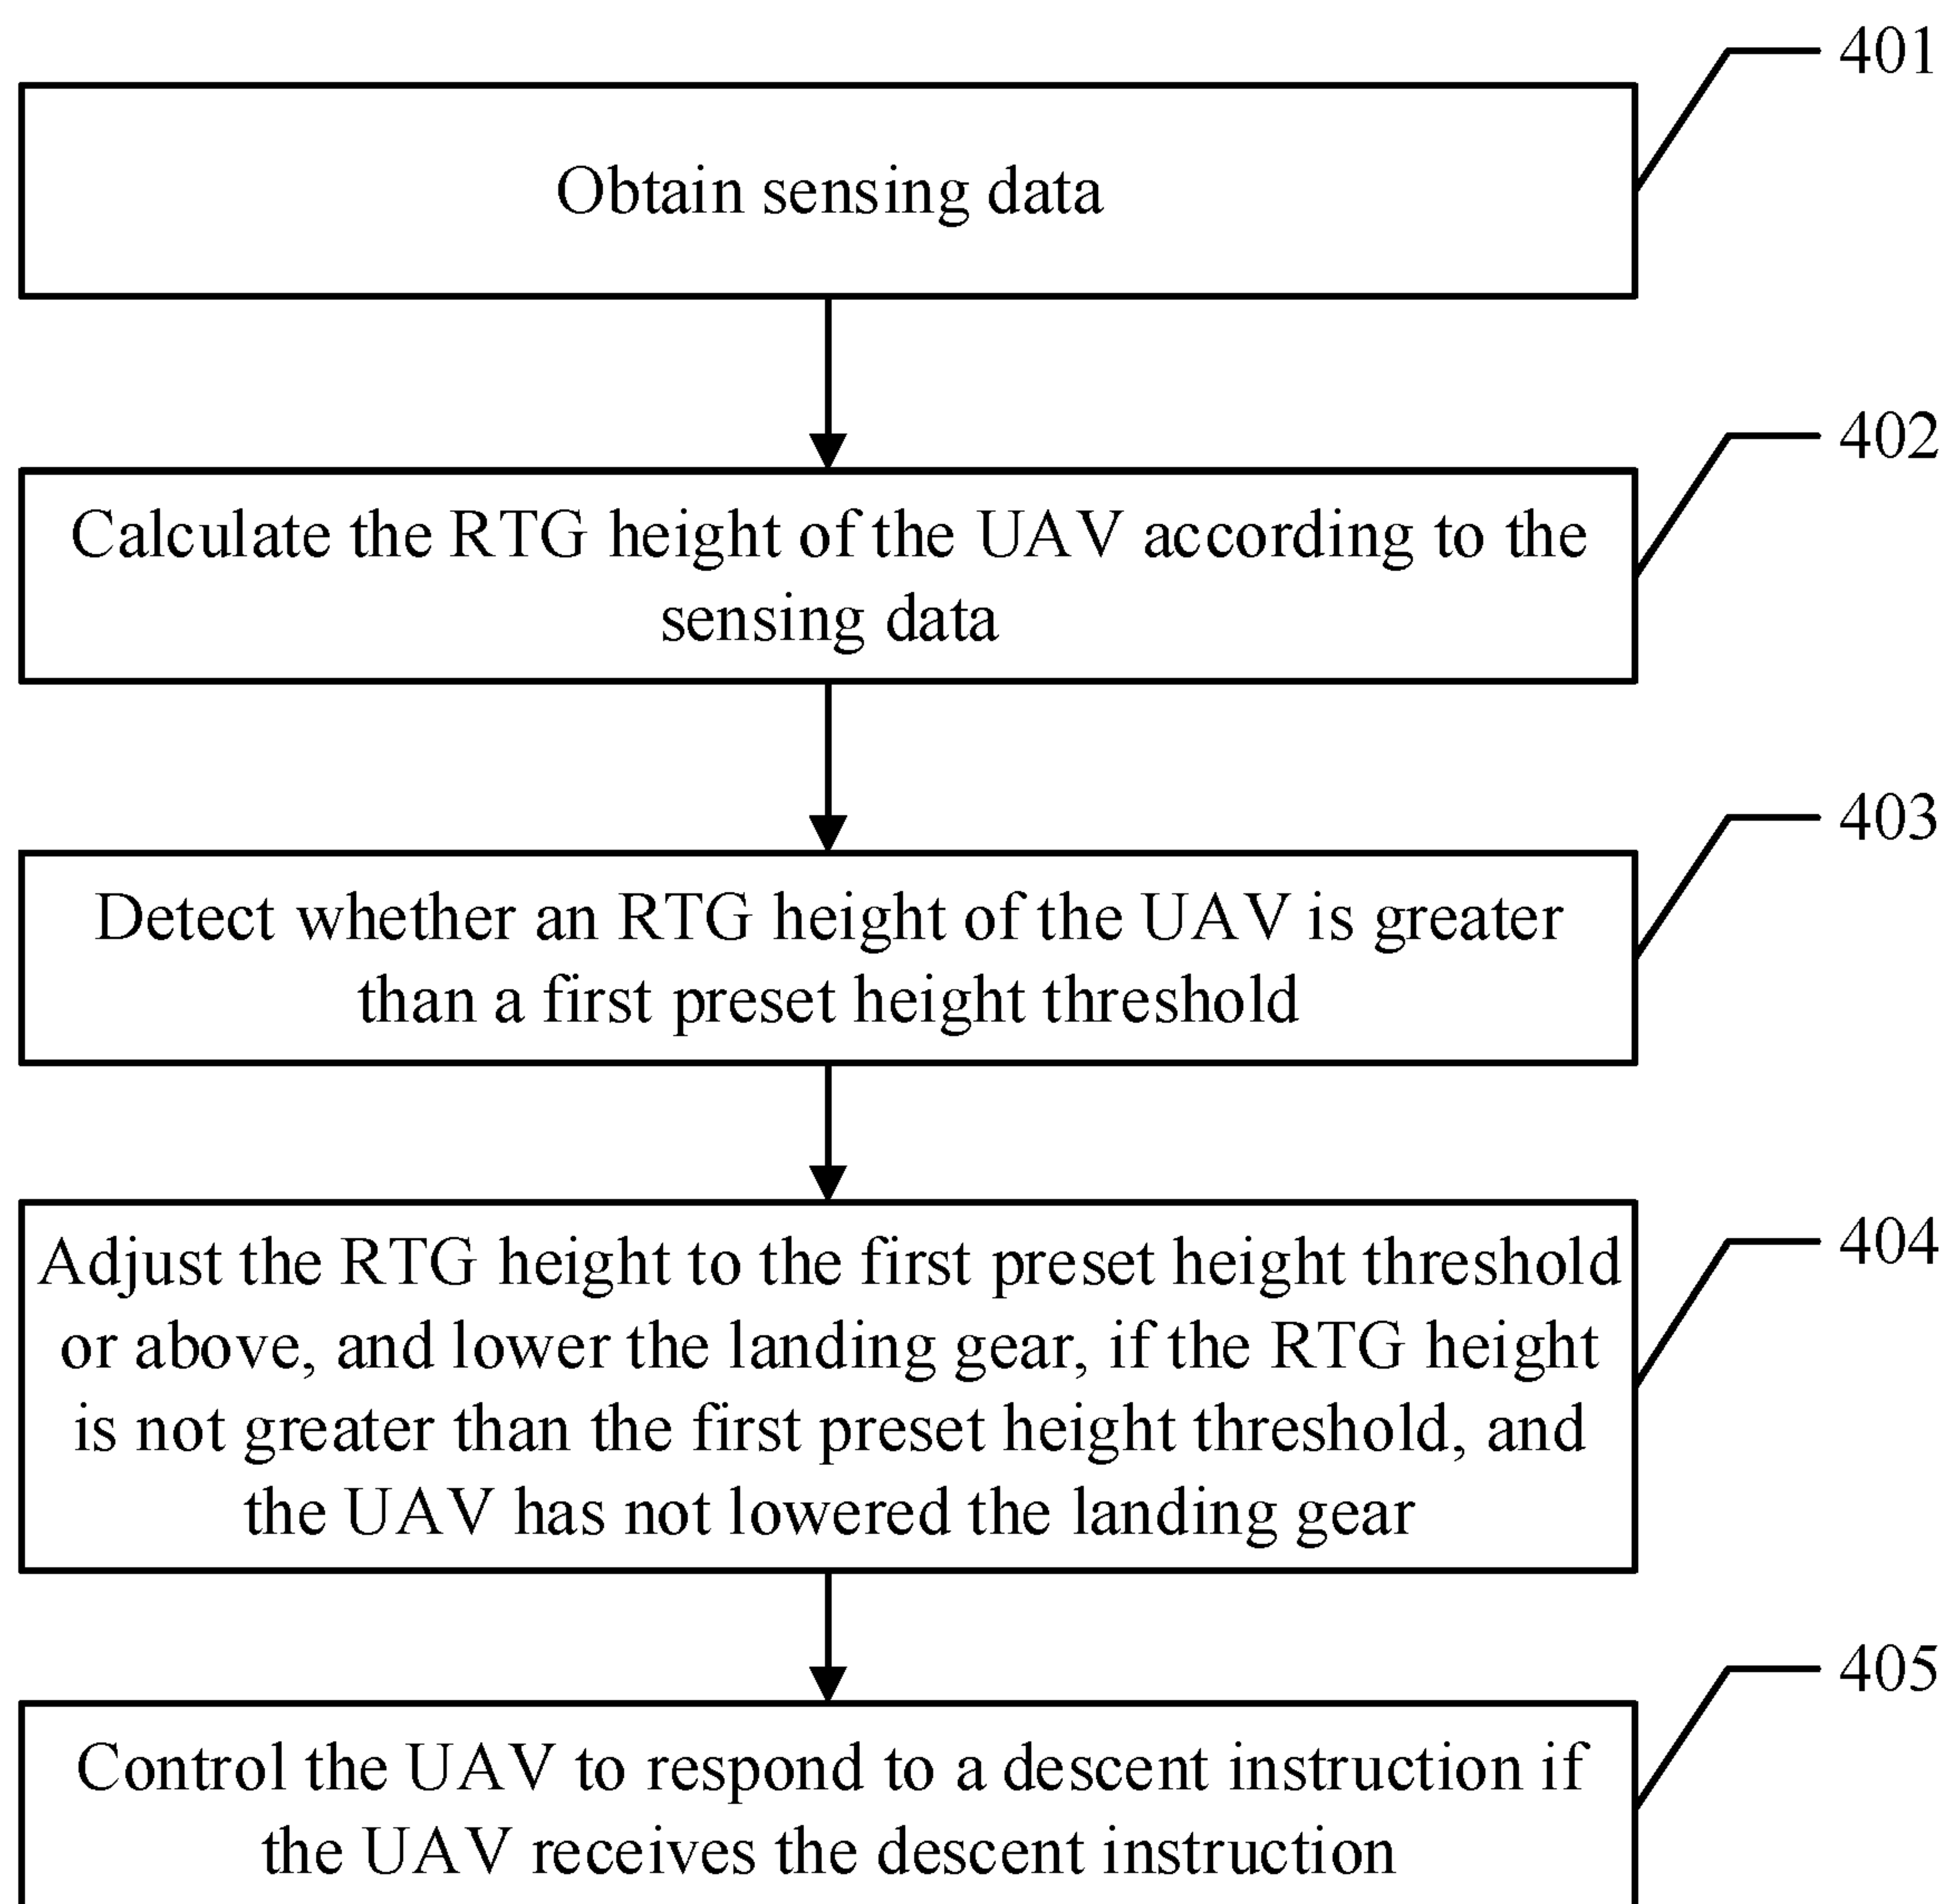 401
Obtain sensing data
402
Calculate the RTG height of the UAV according to the
sensing data
403
Detect whether an RTG height of the UAV is greater
than a first preset height threshold
404
Adjust the RTG height to the first preset height threshold
or above, and lower the landing gear, if the RTG height
is not greater than the first preset height threshold, and
the UAV has not lowered the landing gear
405
Control the UAV to respond to a descent instruction if
the UAV receives the descent instruction